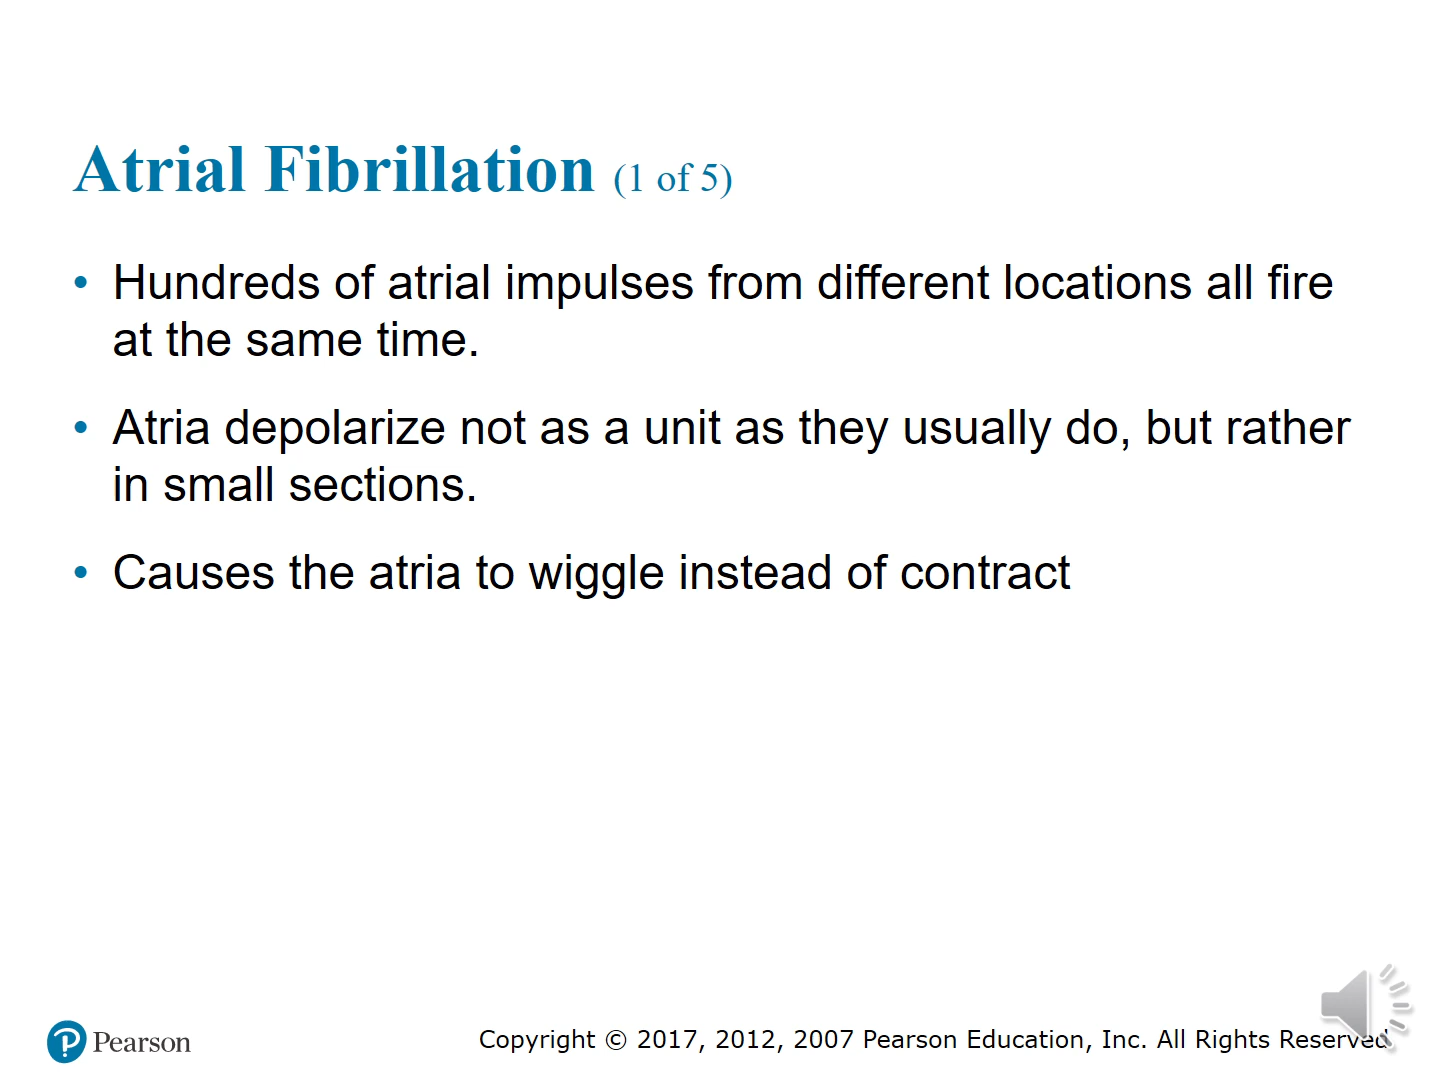 Atrial Fibrillation (1 of 5)
• Hundreds of atrial impulses from different locations all fire
at the same time.
• Atria depolarize not as a unit as they usually do, but rather
in small sections.
• Causes the atria to wiggle instead of contract
Pearson
Copyright © 2017, 2012, 2007 Pearson Education, Inc. All Rights Reserved